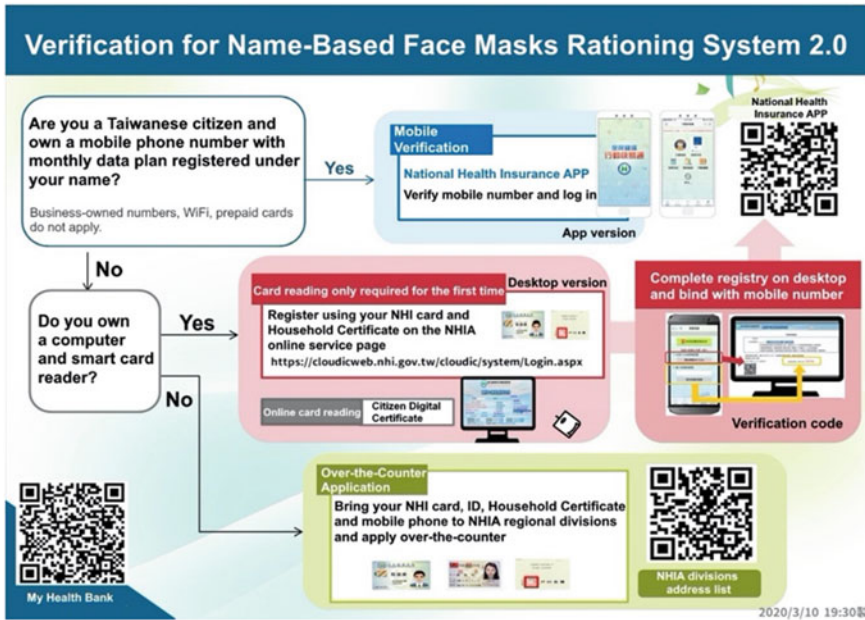 Verification for Name-Based Face Masks Rationing System 2.0
Are you a Taiwanese citizen and
own a mobile phone number with
monthly data plan registered under
your name?
Business-owned numbers, WiFi, prepaid cards
do not apply.
Yes
Mobile
Verification
National Health Insurance APP
Verify mobile number and log in
App version
National Health
Insurance APP
No
Do you own
a computer
and smart card
reader?
Yes
No
Card reading only required for the first time
Desktop version
Register using your NHI card and
Household Certificate on the NHIA
online service page
https://cloudicweb.nhi.gov.tw/cloudic/system/Login.aspx
Online card reading
Citizen Digital
Certificate
Complete registry on desktop
and bind with mobile number
Verification code
Over-the-Counter
Application
Bring your NHI card, ID, Household Certificate
and mobile phone to NHIA regional divisions
and apply over-the-counter
NHIA divisions
address list
My Health Bank
2020/3/10 19:30